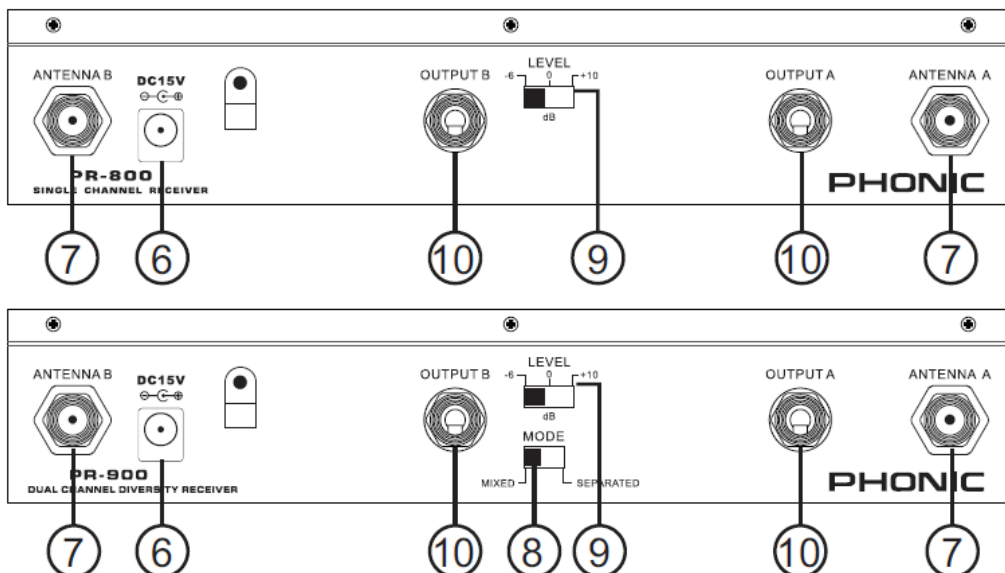 LEVEL
ANTENNA B DC15V OUTPUT B -6 0 +10 OUTPUT A ANTENNA A
dB
PR-800
SINGLE CHANNEL RECEIVER PHONIC
7 6 10 9 10 7
LEVEL
ANTENNA B DC15V OUTPUT B -6 0 +10 OUTPUT A ANTENNA A
dB
MODE
PR-900
MIXED SEPARATED
DUAL CHANNEL DIVERSITY RECEIVER PHONIC
7 6 10 8 9 10 7